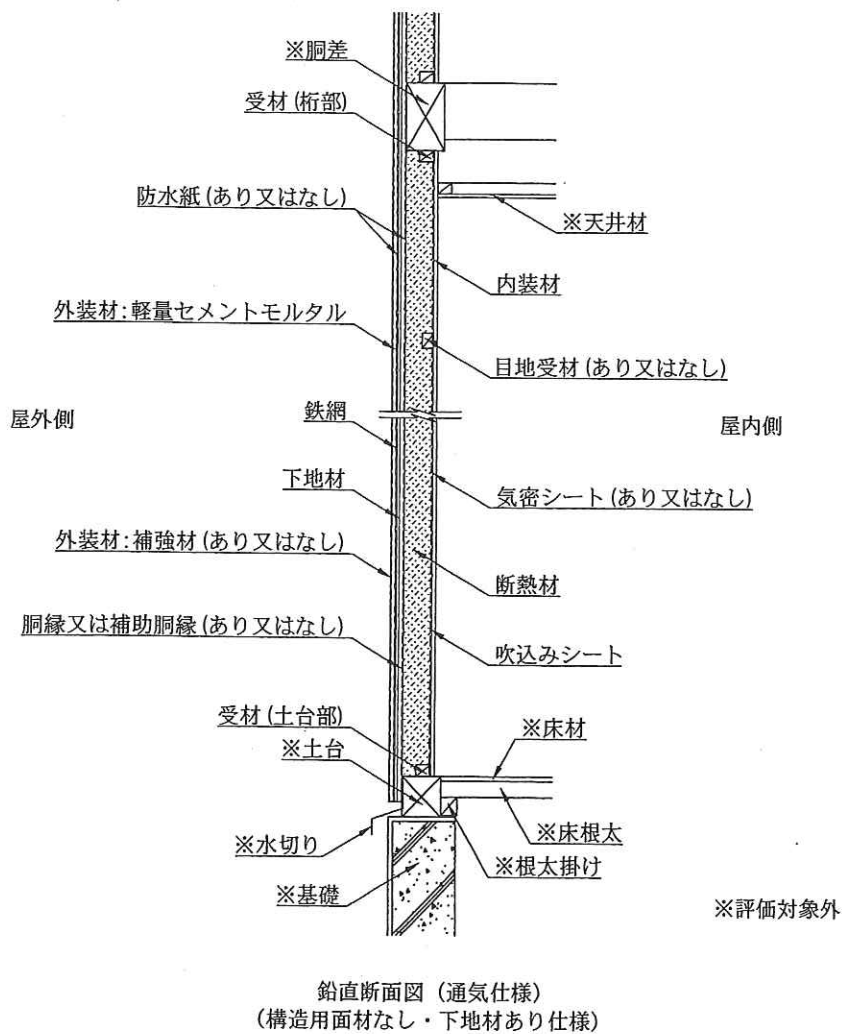 ※胴差
受材(桁部)
防水紙(あり又はなし)
※天井材
内装材
外装材:軽量セメントモルタル
目地受材(あり又はなし)
屋外側
鉄網
屋内側
下地材
気密シート(あり又はなし)
外装材:補強材(あり又はなし)
断熱材
胴縁又は補助胴縁(あり又はなし)
吹込みシート
受材(土台部)
※床材
※土台
※床根太
※水切り
※根太掛け
※基礎
※評価対象外
鉛直断面図(通気仕様)
(構造用面材なし・下地材あり仕様)